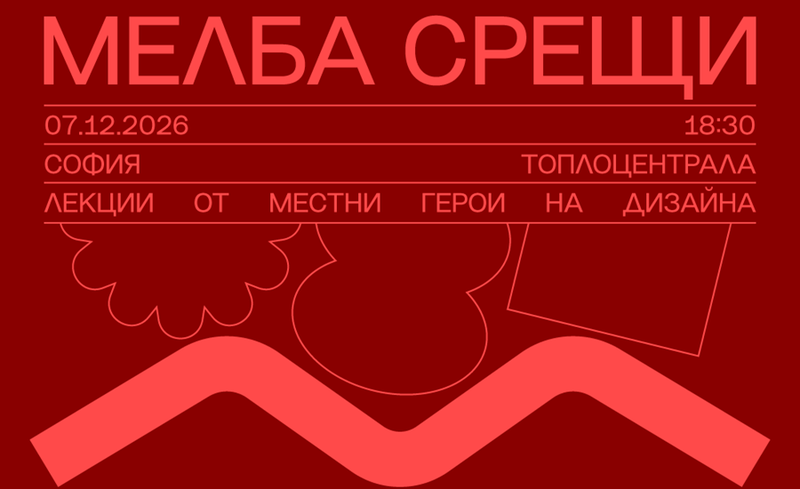 МЕЛБА СРЕЩИ
07.12.2026 18:30
СОФИЯ ТОПЛОЦЕНТРАЛА
ЛЕКЦИИ ОТ МЕСТНИ ГЕРОИ НА ДИЗАЙНА